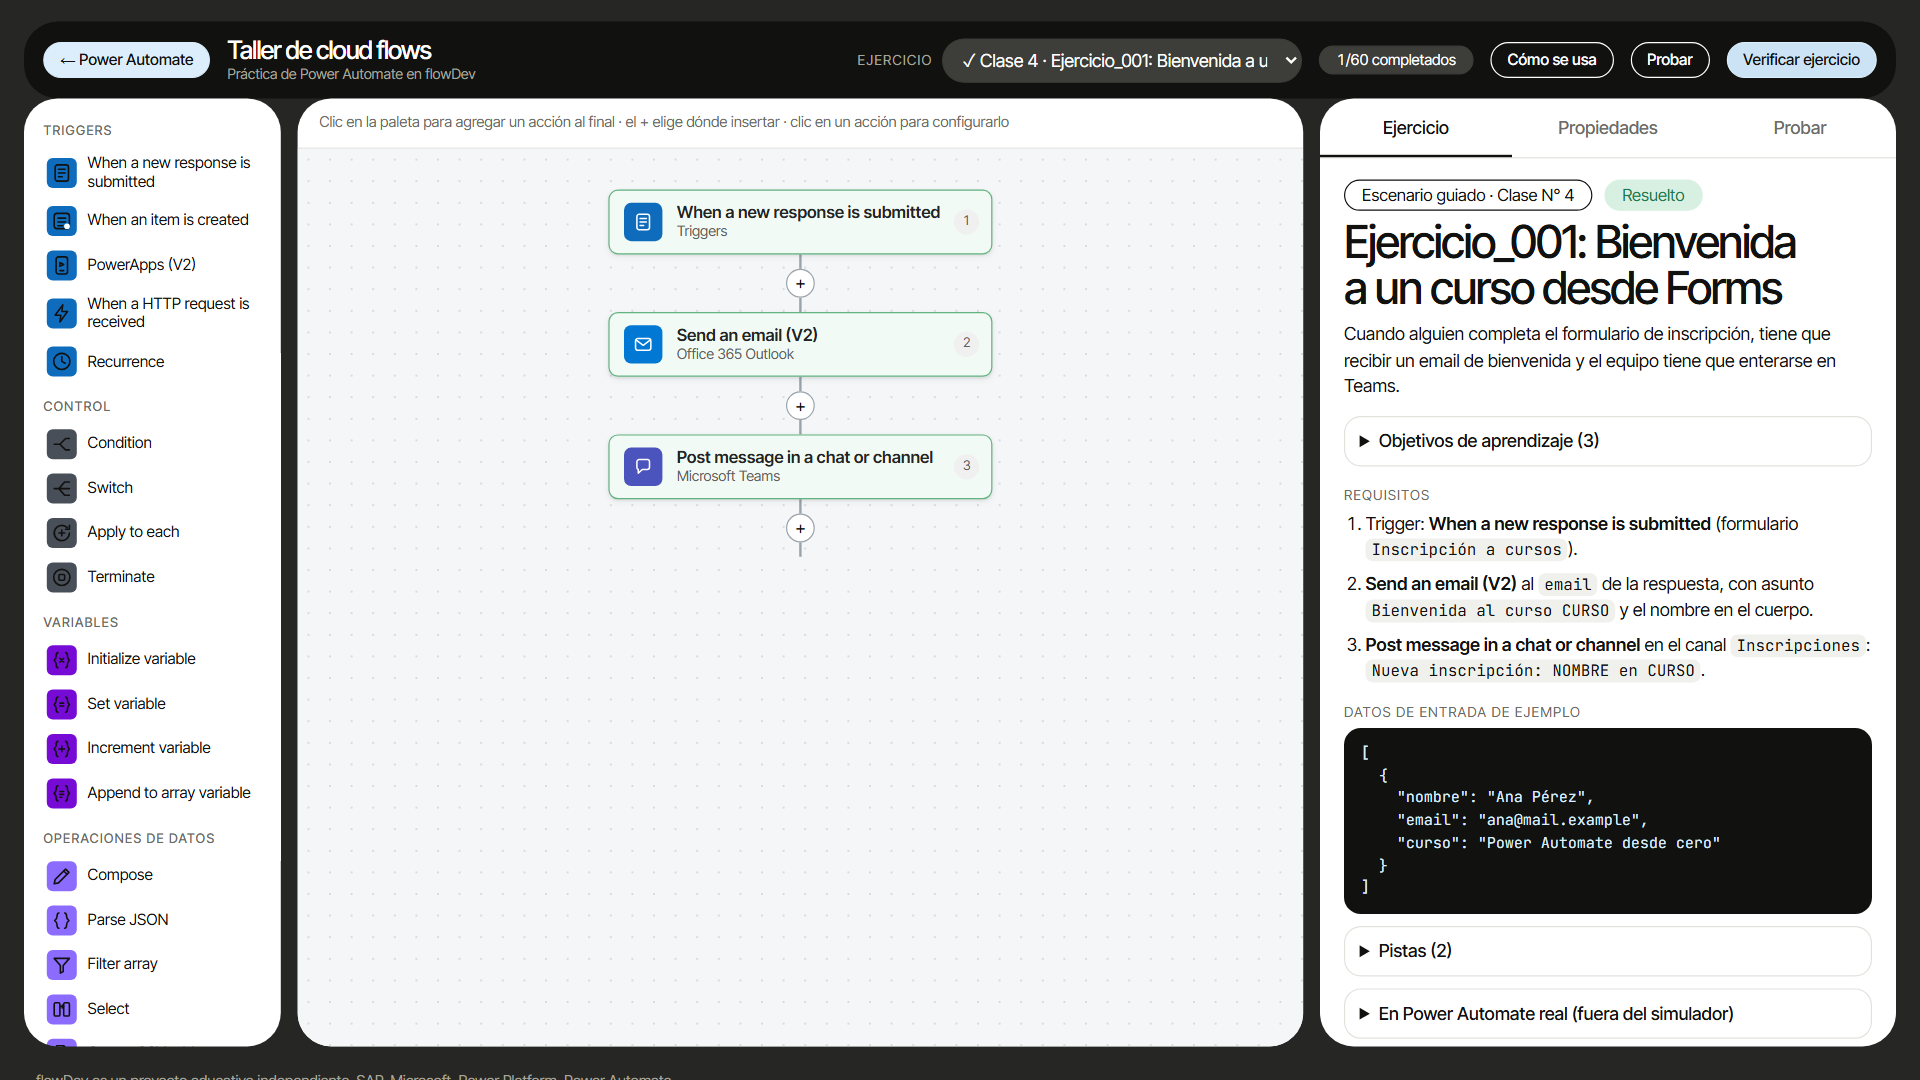 ← Power Automate
Taller de cloud flows
Práctica de Power Automate en flowDev
EJERCICIO
✓ Clase 4 · Ejercicio_001: Bienvenida a u
1/60 completados
Cómo se usa
Probar
Verificar ejercicio
TRIGGERS
When a new response is
submitted
When an item is created
PowerApps (V2)
When a HTTP request is
received
Recurrence
CONTROL
Condition
Switch
Apply to each
Terminate
VARIABLES
Initialize variable
Set variable
Increment variable
Append to array variable
OPERACIONES DE DATOS
Compose
Parse JSON
Filter array
Select
Clic en la paleta para agregar un acción al final · el + elige dónde insertar · clic en un acción para configurarlo
When a new response is submitted
Triggers
1
+
Send an email (V2)
Office 365 Outlook
2
+
Post message in a chat or channel
Microsoft Teams
3
+
Ejercicio
Propiedades
Probar
Escenario guiado · Clase N° 4
Resuelto
Ejercicio_001: Bienvenida
a un curso desde Forms
Cuando alguien completa el formulario de inscripción, tiene que
recibir un email de bienvenida y el equipo tiene que enterarse en
Teams.
▶ Objetivos de aprendizaje (3)
REQUISITOS
1. Trigger: When a new response is submitted (formulario
Inscripción a cursos ).
2. Send an email (V2) al email de la respuesta, con asunto
Bienvenida al curso CURSO y el nombre en el cuerpo.
3. Post message in a chat or channel en el canal Inscripciones :
Nueva inscripción: NOMBRE en CURSO .
DATOS DE ENTRADA DE EJEMPLO
[
{
"nombre": "Ana Pérez",
"email": "ana@mail.example",
"curso": "Power Automate desde cero"
}
]
▶ Pistas (2)
▶ En Power Automate real (fuera del simulador)
flowDev es un proyecto educativo independiente. SAP, Microsoft, Power Platform, Power Automate